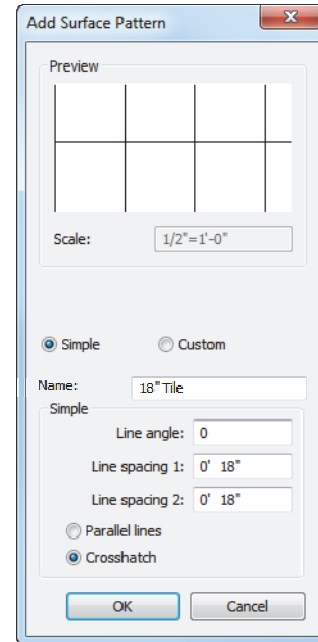 Add Surface Pattern
Preview
Scale: 1/2"=1'-0"
Simple Custom
Name: 18" Tile
Simple
Line angle: 0
Line spacing 1: 0' 18"
Line spacing 2: 0' 18"
Parallel lines
Crosshatch
OK Cancel